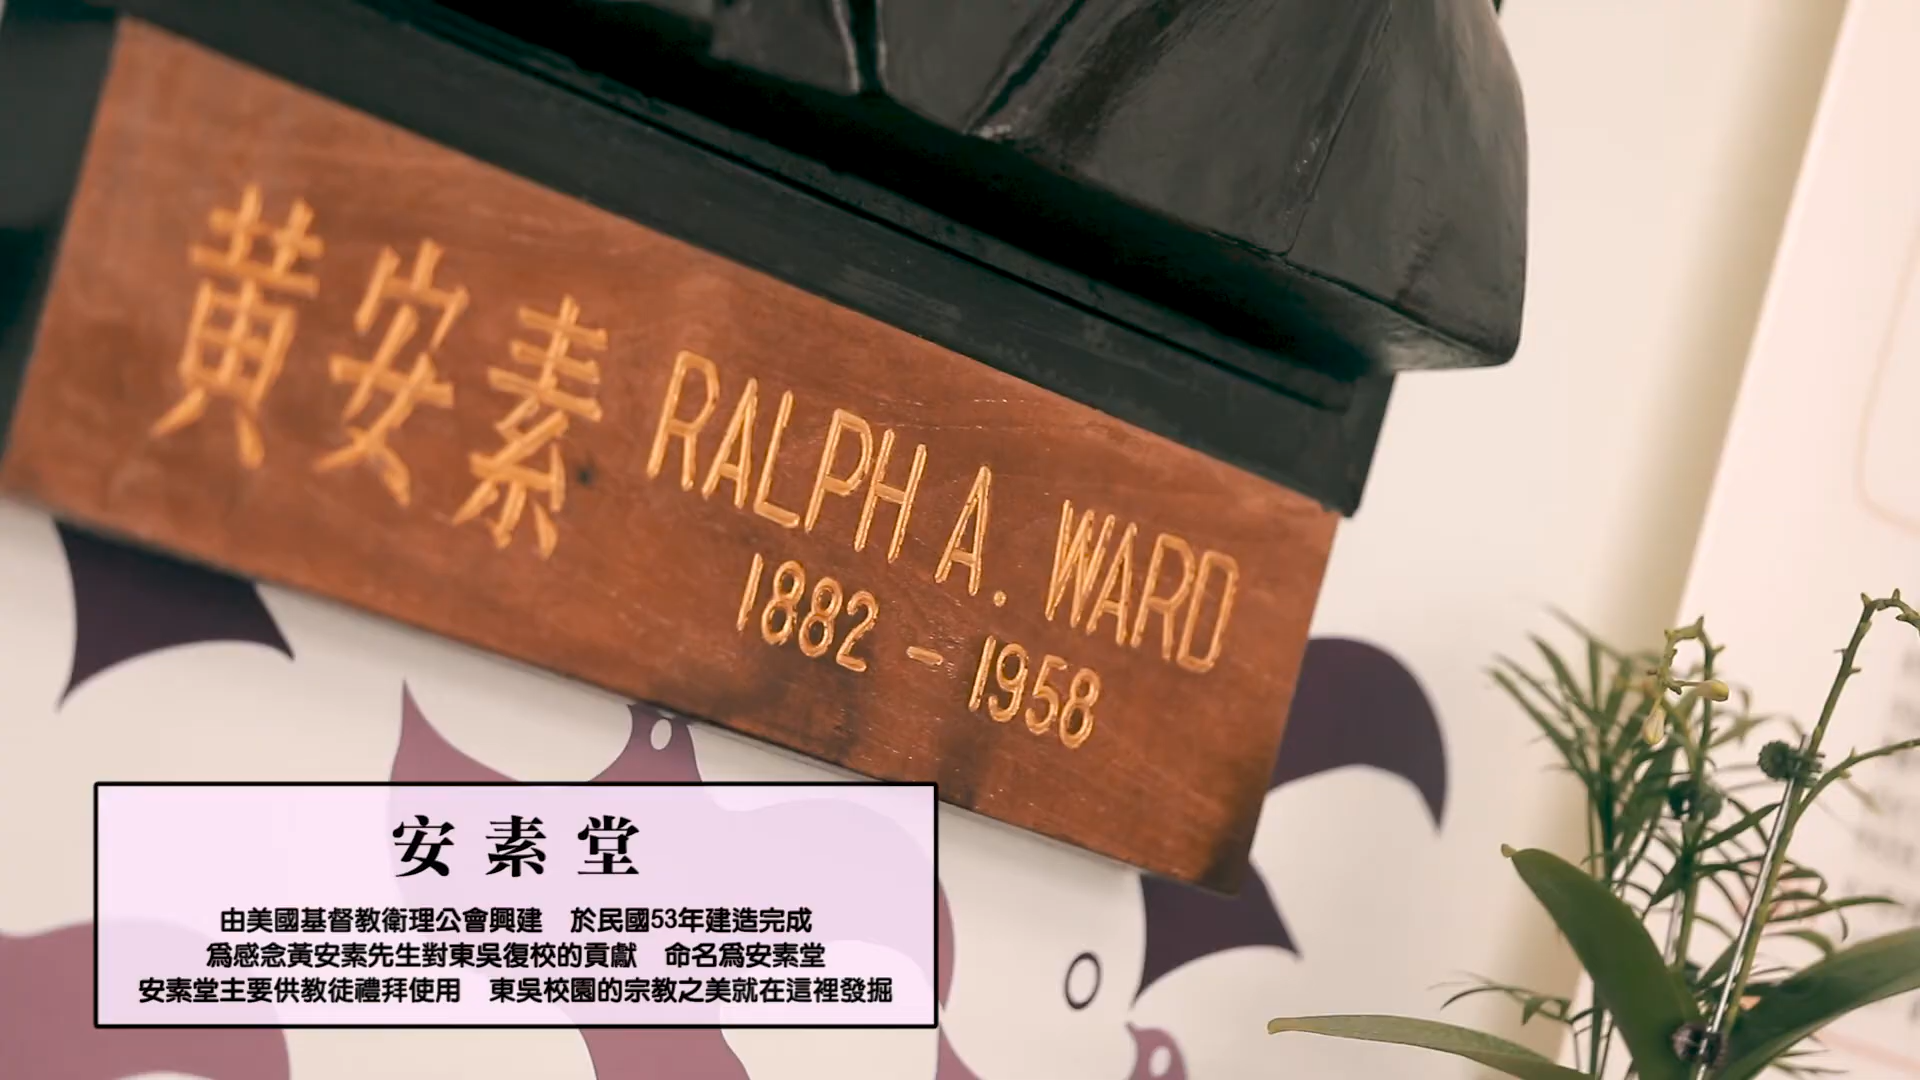 黃安素 RALPH A. WARD
1882 - 1958
安素堂
由美國基督教衛理公會興建　於民國53年建造完成
為感念黃安素先生對東吳復校的貢獻　命名為安素堂
安素堂主要供教徒禮拜使用　東吳校園的宗教之美就在這裡發掘